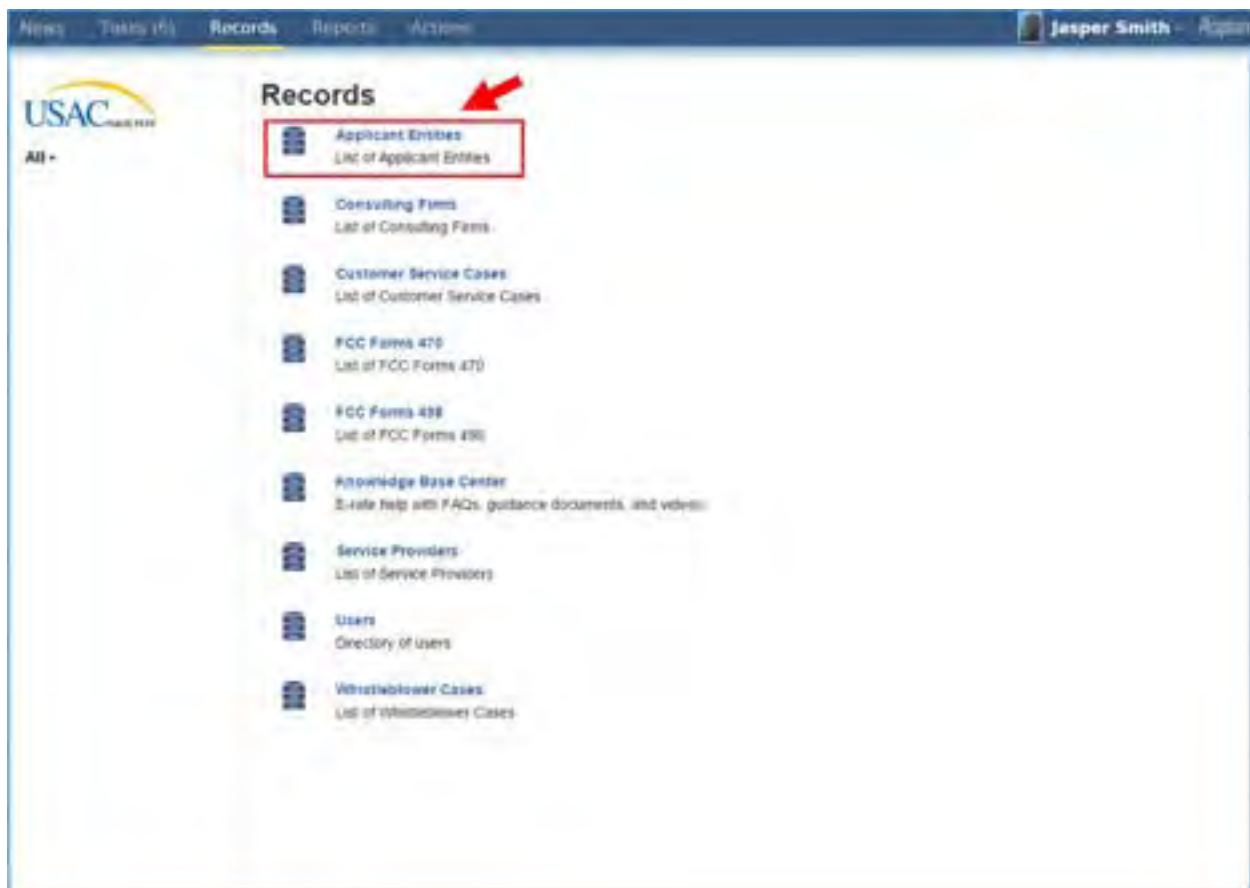 News Tasks (6) Records Reports Actions Jasper Smith
USAC
All
Records
Applicant Entities
List of Applicant Entities
Consulting Firms
List of Consulting Firms
Customer Service Cases
List of Customer Service Cases
FCC Forms 470
List of FCC Forms 470
FCC Forms 498
List of FCC Forms 498
Knowledge Base Center
E-rate help with FAQs, guidance documents, and videos
Service Providers
List of Service Providers
Users
Directory of users
Whistleblower Cases
List of Whistleblower Cases